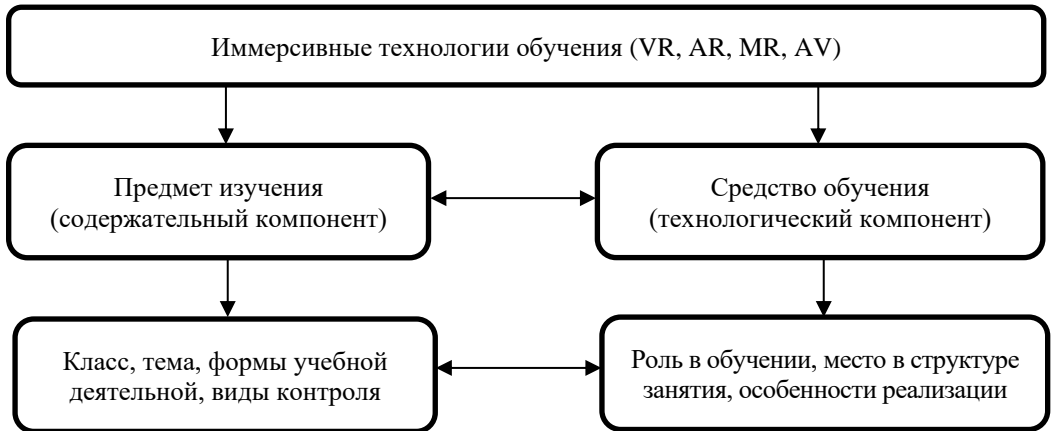 Иммерсивные технологии обучения (VR, AR, MR, AV)
Предмет изучения
(содержательный компонент)
Средство обучения
(технологический компонент)
Класс, тема, формы учебной
деятельной, виды контроля
Роль в обучении, место в структуре
занятия, особенности реализации